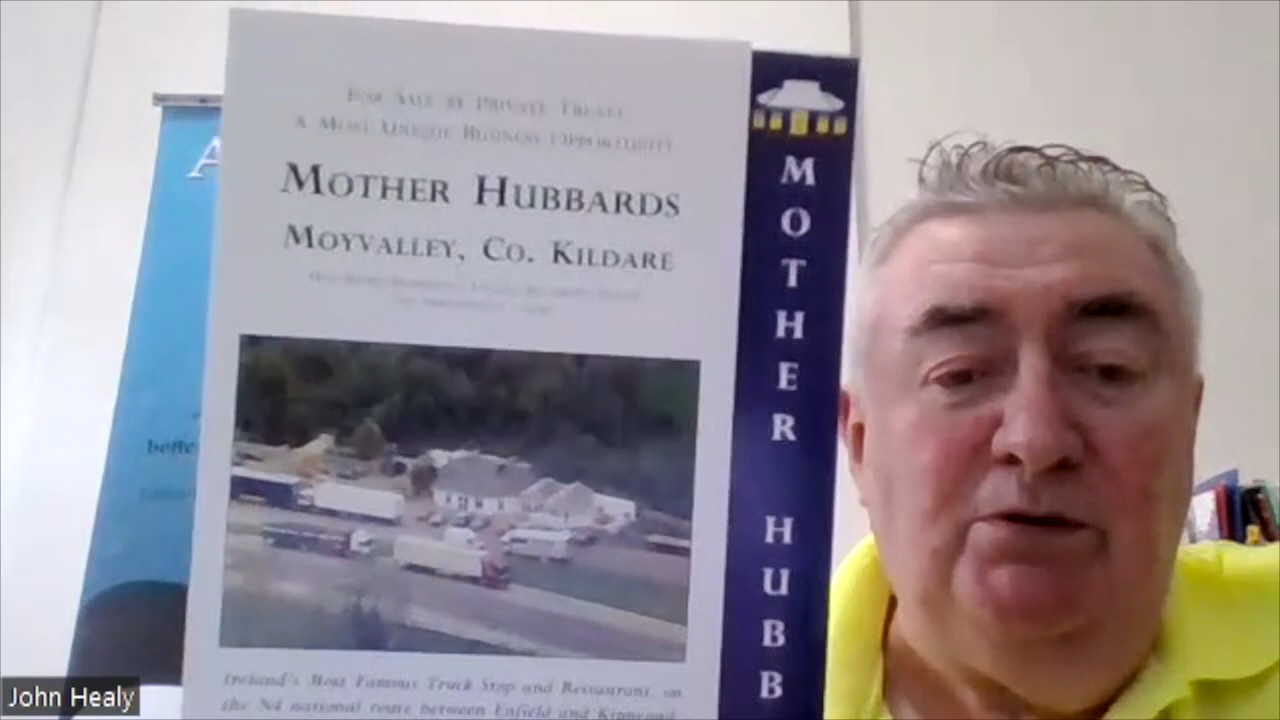 FOR SALE BY PRIVATE TREATY
A MOST UNIQUE BUSINESS OPPORTUNITY
MOTHER HUBBARDS
MOYVALLEY, CO. KILDARE
Ireland's Most Famous Truck Stop and Restaurant, on
the N4 national route between Enfield and Kinnegad,
MOTHER HUBB
A
John Healy